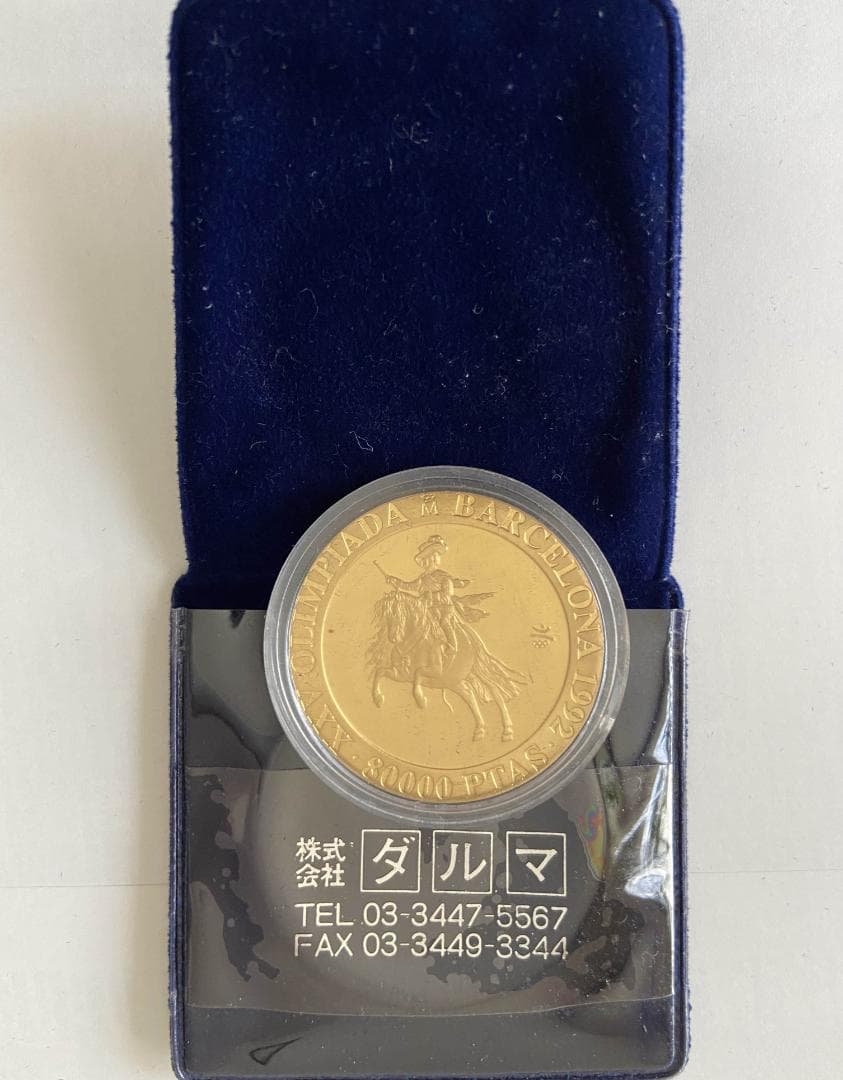 XXV OLIMPIADA M BARCELONA 1992
· 80000 PTAS ·
株式会社 ダルマ
TEL 03-3447-5567
FAX 03-3449-3344